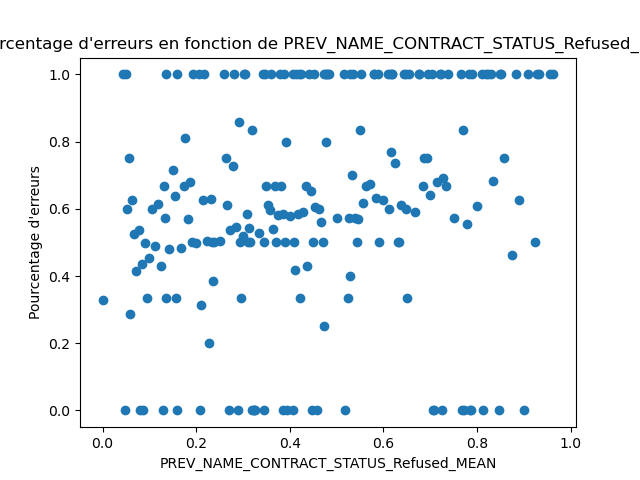 rcentage d'erreurs en fonction de PREV_NAME_CONTRACT_STATUS_Refused_
1.0
0.8
0.6
0.4
0.2
0.0
Pourcentage d'erreurs
0.0 0.2 0.4 0.6 0.8 1.0
PREV_NAME_CONTRACT_STATUS_Refused_MEAN